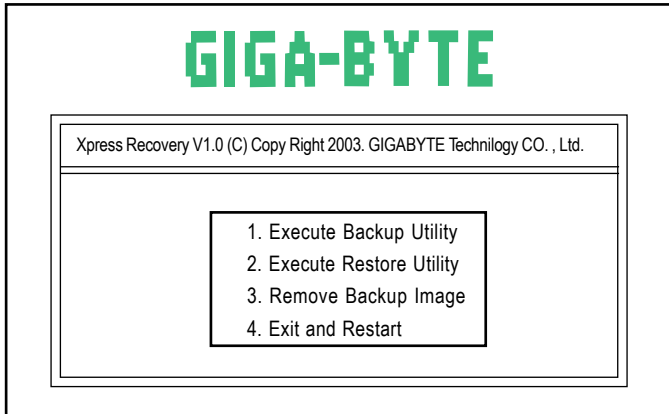 GIGA-BYTE
Xpress Recovery V1.0 (C) Copy Right 2003. GIGABYTE Technilogy CO. , Ltd.
1. Execute Backup Utility
2. Execute Restore Utility
3. Remove Backup Image
4. Exit and Restart